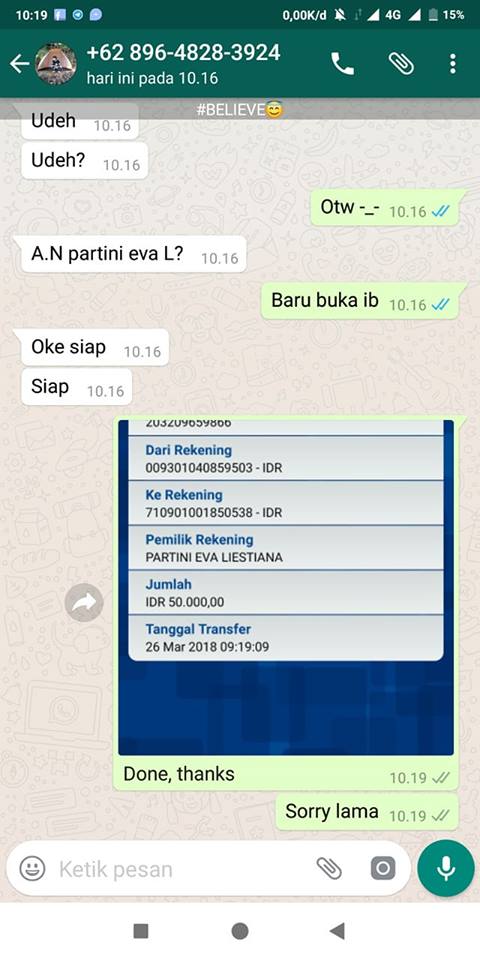 10:19 0,00K/d 4G 15%
+62 896-4828-3924
hari ini pada 10.16
#BELIEVE😇
Udeh 10.16
Udeh? 10.16
Otw -_- 10.16
A.N partini eva L? 10.16
Baru buka ib 10.16
Oke siap 10.16
Siap 10.16
203209659866
Dari Rekening
009301040859503 - IDR
Ke Rekening
710901001850538 - IDR
Pemilik Rekening
PARTINI EVA LIESTIANA
Jumlah
IDR 50.000,00
Tanggal Transfer
26 Mar 2018 09:19:09
Done, thanks 10.19
Sorry lama 10.19
Ketik pesan